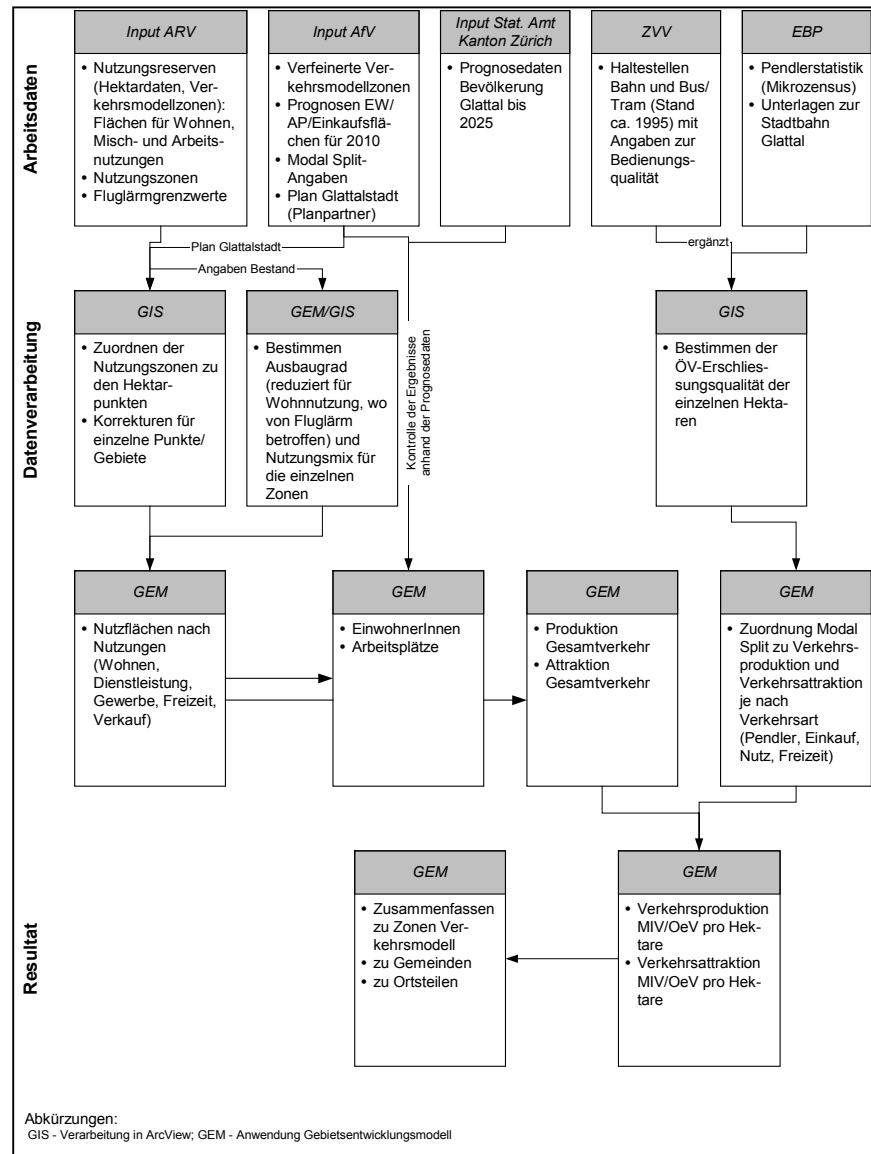 Arbeitsdaten
Input ARV
• Nutzungsreserven
(Hektardaten, Ver-
kehrsmodellzonen):
Flächen für Wohnen,
Misch- und Arbeits-
nutzungen
• Nutzungszonen
• Fluglärmgrenzwerte
Input AfV
• Verfeinerte Ver-
kehrsmodellzonen
• Prognosen EW/
AP/Einkaufsflä-
chen für 2010
• Modal Split-
Angaben
• Plan Glattalstadt
(Planpartner)
Input Stat. Amt
Kanton Zürich
• Prognosedaten
Bevölkerung
Glattal bis
2025
ZVV
• Haltestellen
Bahn und Bus/
Tram (Stand
ca. 1995) mit
Angaben zur
Bedienungs-
qualität
EBP
• Pendlerstatistik
(Mikrozensus)
• Unterlagen zur
Stadtbahn
Glattal
Plan Glattalstadt
Angaben Bestand
ergänzt
Datenverarbeitung
GIS
• Zuordnen der
Nutzungszonen zu
den Hektar-
punkten
• Korrekturen für
einzelne Punkte/
Gebiete
GEM/GIS
• Bestimmen
Ausbaugrad
(reduziert für
Wohnnutzung, wo
von Fluglärm
betroffen) und
Nutzungsmix für
die einzelnen
Zonen
Kontrolle der Ergebnisse
anhand der Prognosedaten
GIS
• Bestimmen der
ÖV-Erschlies-
sungsqualität der
einzelnen Hekta-
ren
GEM
• Nutzflächen nach
Nutzungen
(Wohnen,
Dienstleistung,
Gewerbe, Freizeit,
Verkauf)
GEM
• EinwohnerInnen
• Arbeitsplätze
GEM
• Produktion
Gesamtverkehr
• Attraktion
Gesamtverkehr
GEM
• Zuordnung Modal
Split zu Verkehrs-
produktion und
Verkehrsattraktion
je nach
Verkehrsart
(Pendler, Einkauf,
Nutz, Freizeit)
Resultat
GEM
• Zusammenfassen
zu Zonen Ver-
kehrsmodell
• zu Gemeinden
• zu Ortsteilen
GEM
• Verkehrsproduktion
MIV/OeV pro Hek-
tare
• Verkehrsattraktion
MIV/OeV pro Hek-
tare
Abkürzungen:
GIS - Verarbeitung in ArcView; GEM - Anwendung Gebietsentwicklungsmodell